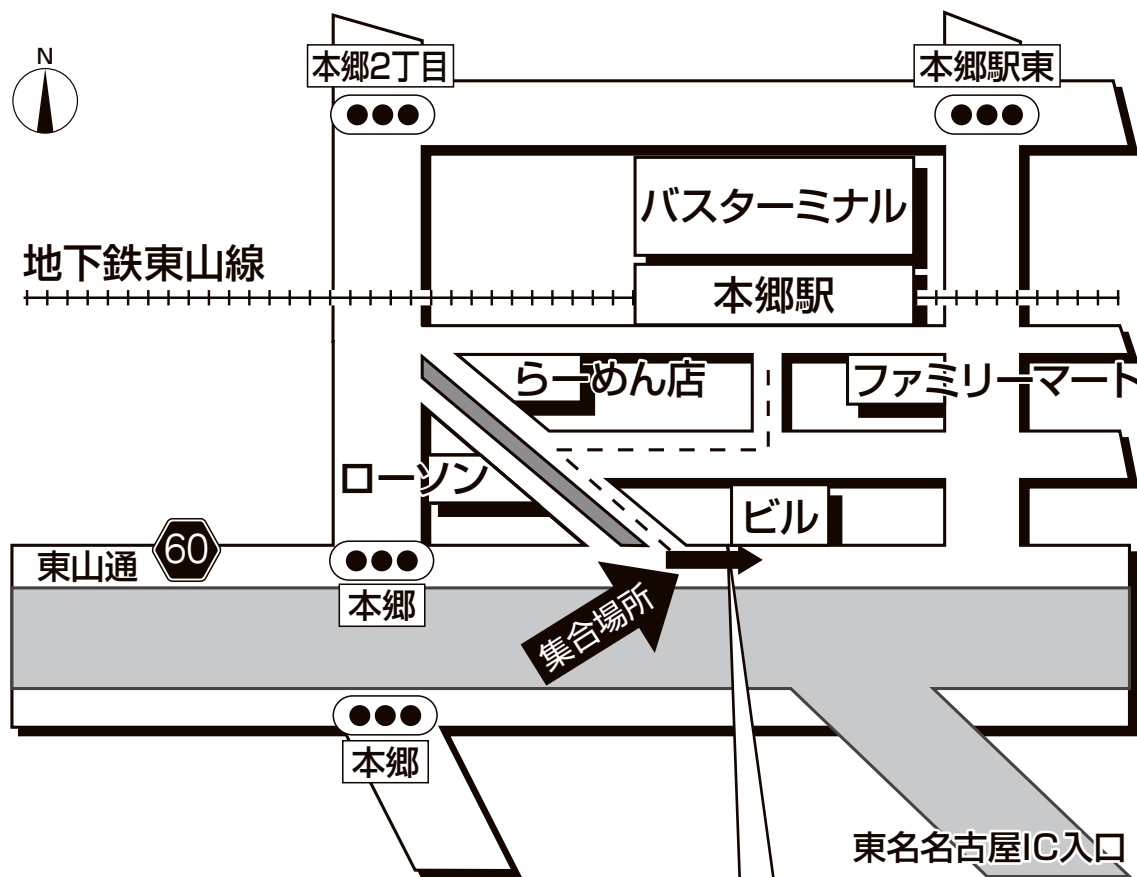 N
本郷2丁目
本郷駅東
バスターミナル
地下鉄東山線
本郷駅
らーめん店
ファミリーマート
ローソン
ビル
東山通
60
本郷
集合場所
本郷
東名名古屋IC入口